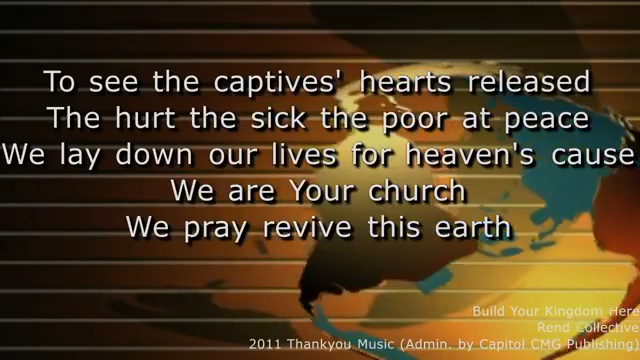 To see the captives' hearts released
The hurt the sick the poor at peace
We lay down our lives for heaven's cause
We are Your church
We pray revive this earth
Build Your Kingdom Here
Rend Collective
2011 Thankyou Music (Admin. by Capitol CMG Publishing)